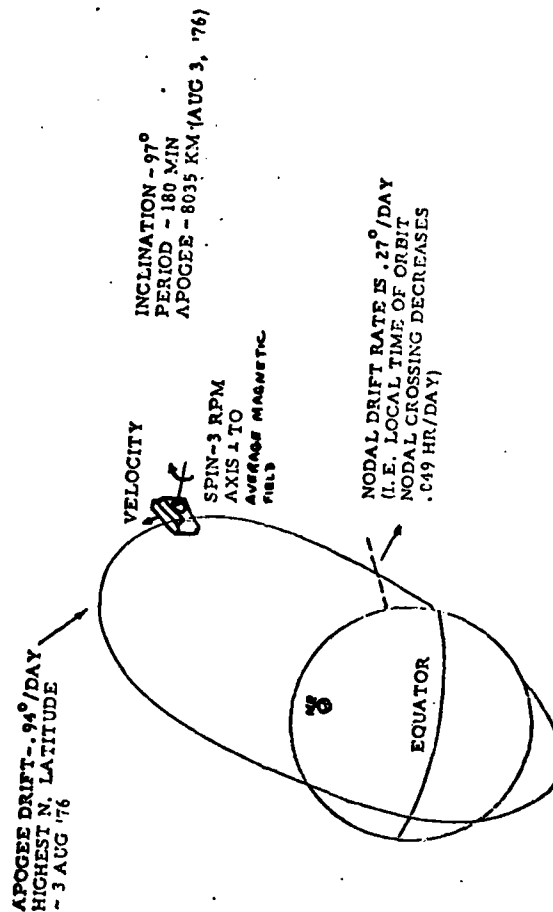 APOGEE DRIFT-.94°/DAY
HIGHEST N. LATITUDE
~ 3 AUG '76
VELOCITY
SPIN~3 RPM
AXIS ⊥ TO
AVERAGE MAGNETIC
FIELD
INCLINATION ~ 97°
PERIOD ~ 180 MIN
APOGEE ~ 8035 KM (AUG 3, '76)
EQUATOR
NODAL DRIFT RATE IS .27°/DAY
(I.E. LOCAL TIME OF ORBIT
NODAL CROSSING DECREASES
.049 HR/DAY)